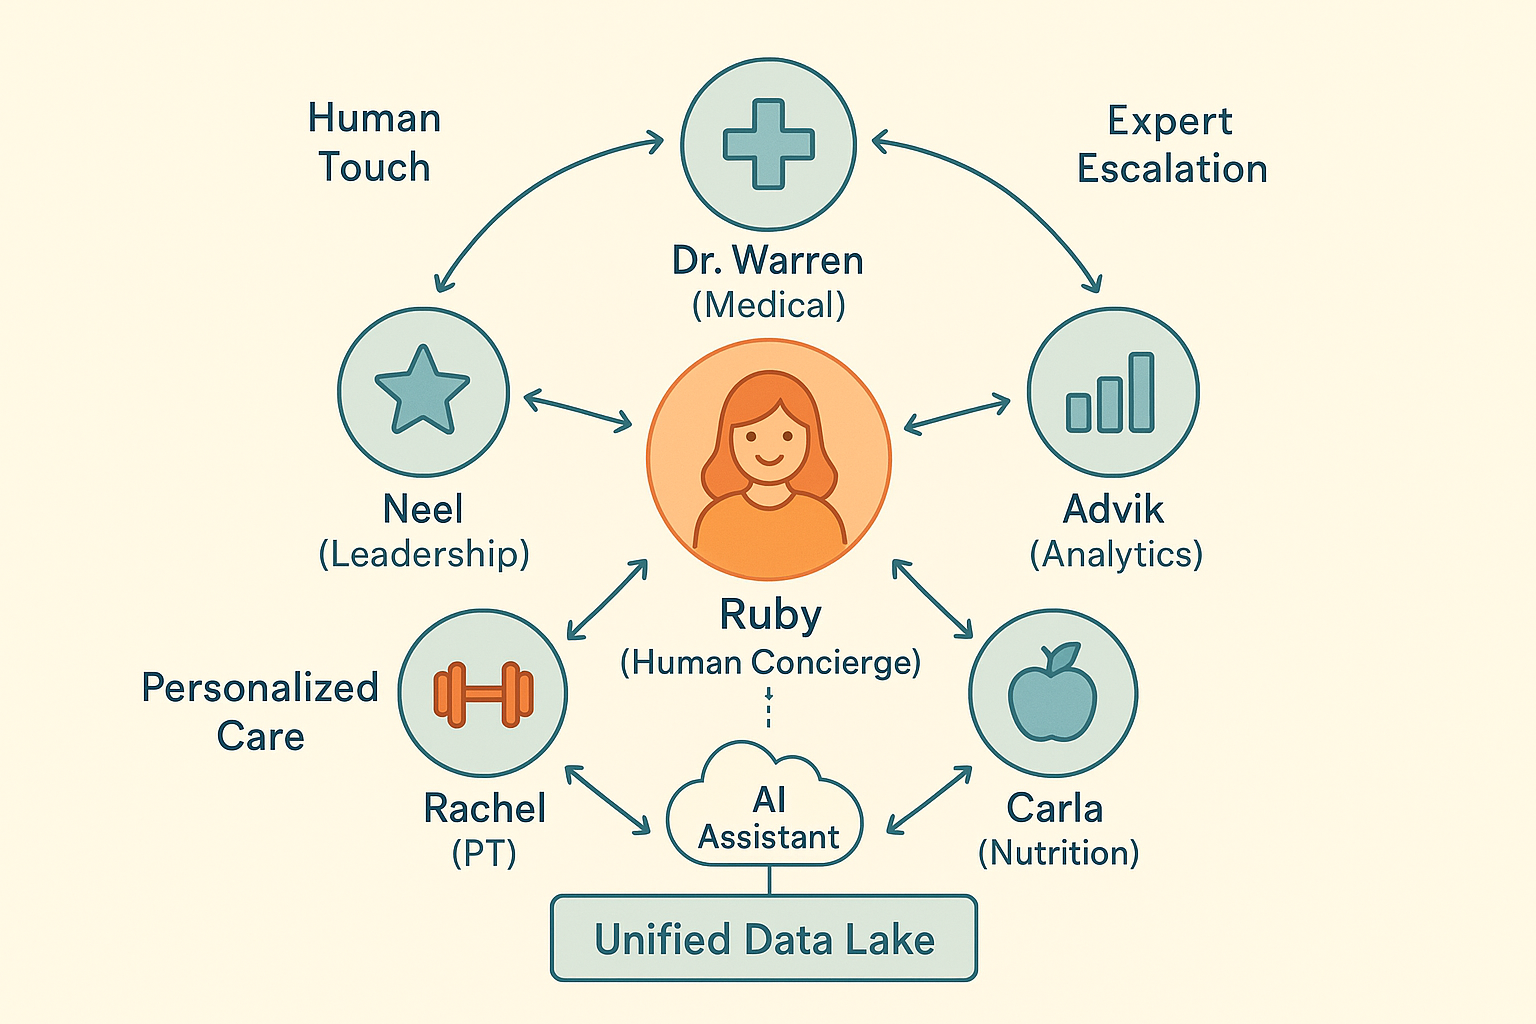 Human
Touch
Expert
Escalation
Dr. Warren
(Medical)
Neel
(Leadership)
Advik
(Analytics)
Ruby
(Human Concierge)
Personalized
Care
Rachel
(PT)
AI
Assistant
Carla
(Nutrition)
Unified Data Lake